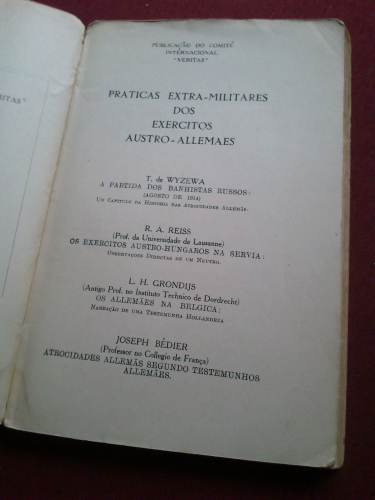 PUBLICAÇÃO DO COMITÉ
INTERNACIONAL
"VERITAS"
PRATICAS EXTRA-MILITARES
DOS
EXERCITOS
AUSTRO-ALLEMAES
T. de WYZEWA
A PARTIDA DOS BANHISTAS RUSSOS:
(AGOSTO DE 1914)
UM CAPITULO DA HISTORIA DAS ATROCIDADES ALLEMÃS.
R. A. REISS
(Prof. da Universidade de Lausanne)
OS EXERCITOS AUSTRO-HUNGAROS NA SERVIA:
OBSERVAÇÕES DIRECTAS DE UM NEUTRO.
L. H. GRONDIJS
(Antigo Prof. no Instituto Technico de Dordrecht)
OS ALLEMÃES NA BELGICA:
NARRAÇÃO DE UMA TESTEMUNHA HOLLANDEZA
JOSEPH BÉDIER
(Professor no Collegio de França)
ATROCIDADES ALLEMÃS SEGUNDO TESTEMUNHOS
ALLEMÃES.